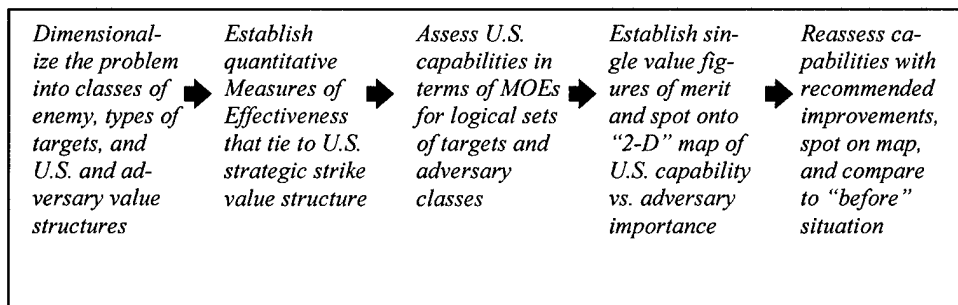 Dimensional-
ize the problem
into classes of
enemy, types of
targets, and
U.S. and ad-
versary value
structures
Establish
quantitative
Measures of
Effectiveness
that tie to U.S.
strategic strike
value structure
Assess U.S.
capabilities in
terms of MOEs
for logical sets
of targets and
adversary
classes
Establish sin-
gle value fig-
ures of merit
and spot onto
“2-D” map of
U.S. capability
vs. adversary
importance
Reassess ca-
pabilities with
recommended
improvements,
spot on map,
and compare
to “before”
situation